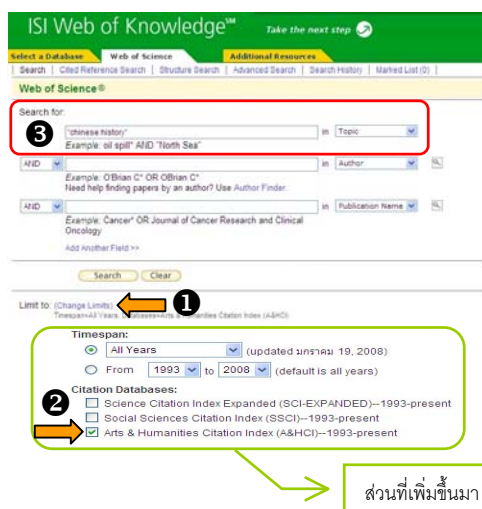 ISI Web of Knowledge℠ Take the next step
Select a Database Web of Science Additional Resources
| Search | Cited Reference Search | Structure Search | Advanced Search | Search History | Marked List (0) |
Web of Science®
Search for:
❸ "chinese history" in Topic
Example: oil spill* AND "North Sea"
AND in Author
Example: O'Brian C* OR OBrian C*
Need help finding papers by an author? Use Author Finder.
AND in Publication Name
Example: Cancer* OR Journal of Cancer Research and Clinical
Oncology
Add Another Field >>
Search Clear
Limit to: (Change Limits) ❶
Timespan=All Years. Databases=Arts & Humanities Citation Index (A&HCI)
Timespan:
All Years (updated มกราคม 19, 2008)
From 1993 to 2008 (default is all years)
Citation Databases:
❷ Science Citation Index Expanded (SCI-EXPANDED)--1993-present
Social Sciences Citation Index (SSCI)--1993-present
Arts & Humanities Citation Index (A&HCI)--1993-present
ส่วนที่เพิ่มขึ้นมา